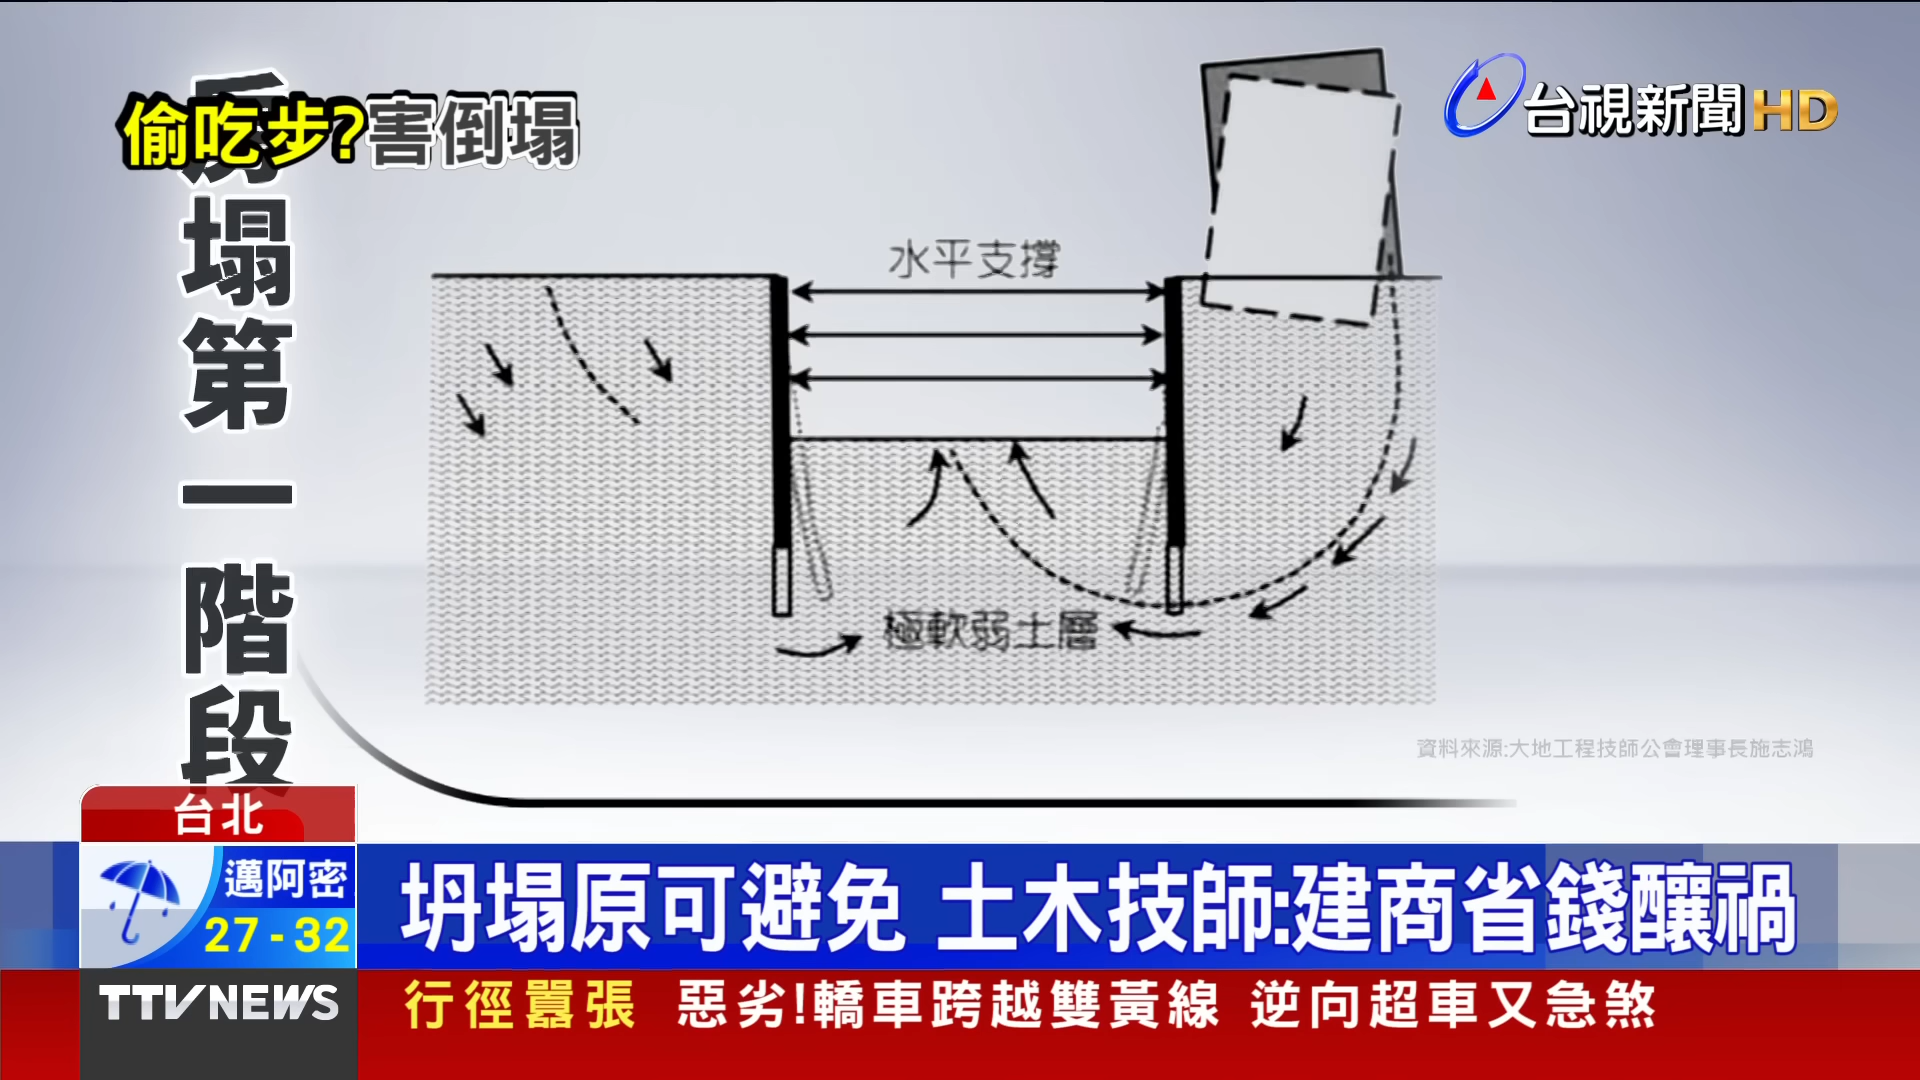 偷吃步?害倒塌
房塌第一階段
台視新聞HD
水平支撐
極軟弱土層
資料來源:大地工程技師公會理事長施志鴻
台北
邁阿密
27-32
坍塌原可避免 土木技師:建商省錢釀禍
TTV NEWS
行徑囂張 惡劣!轎車跨越雙黃線 逆向超車又急煞